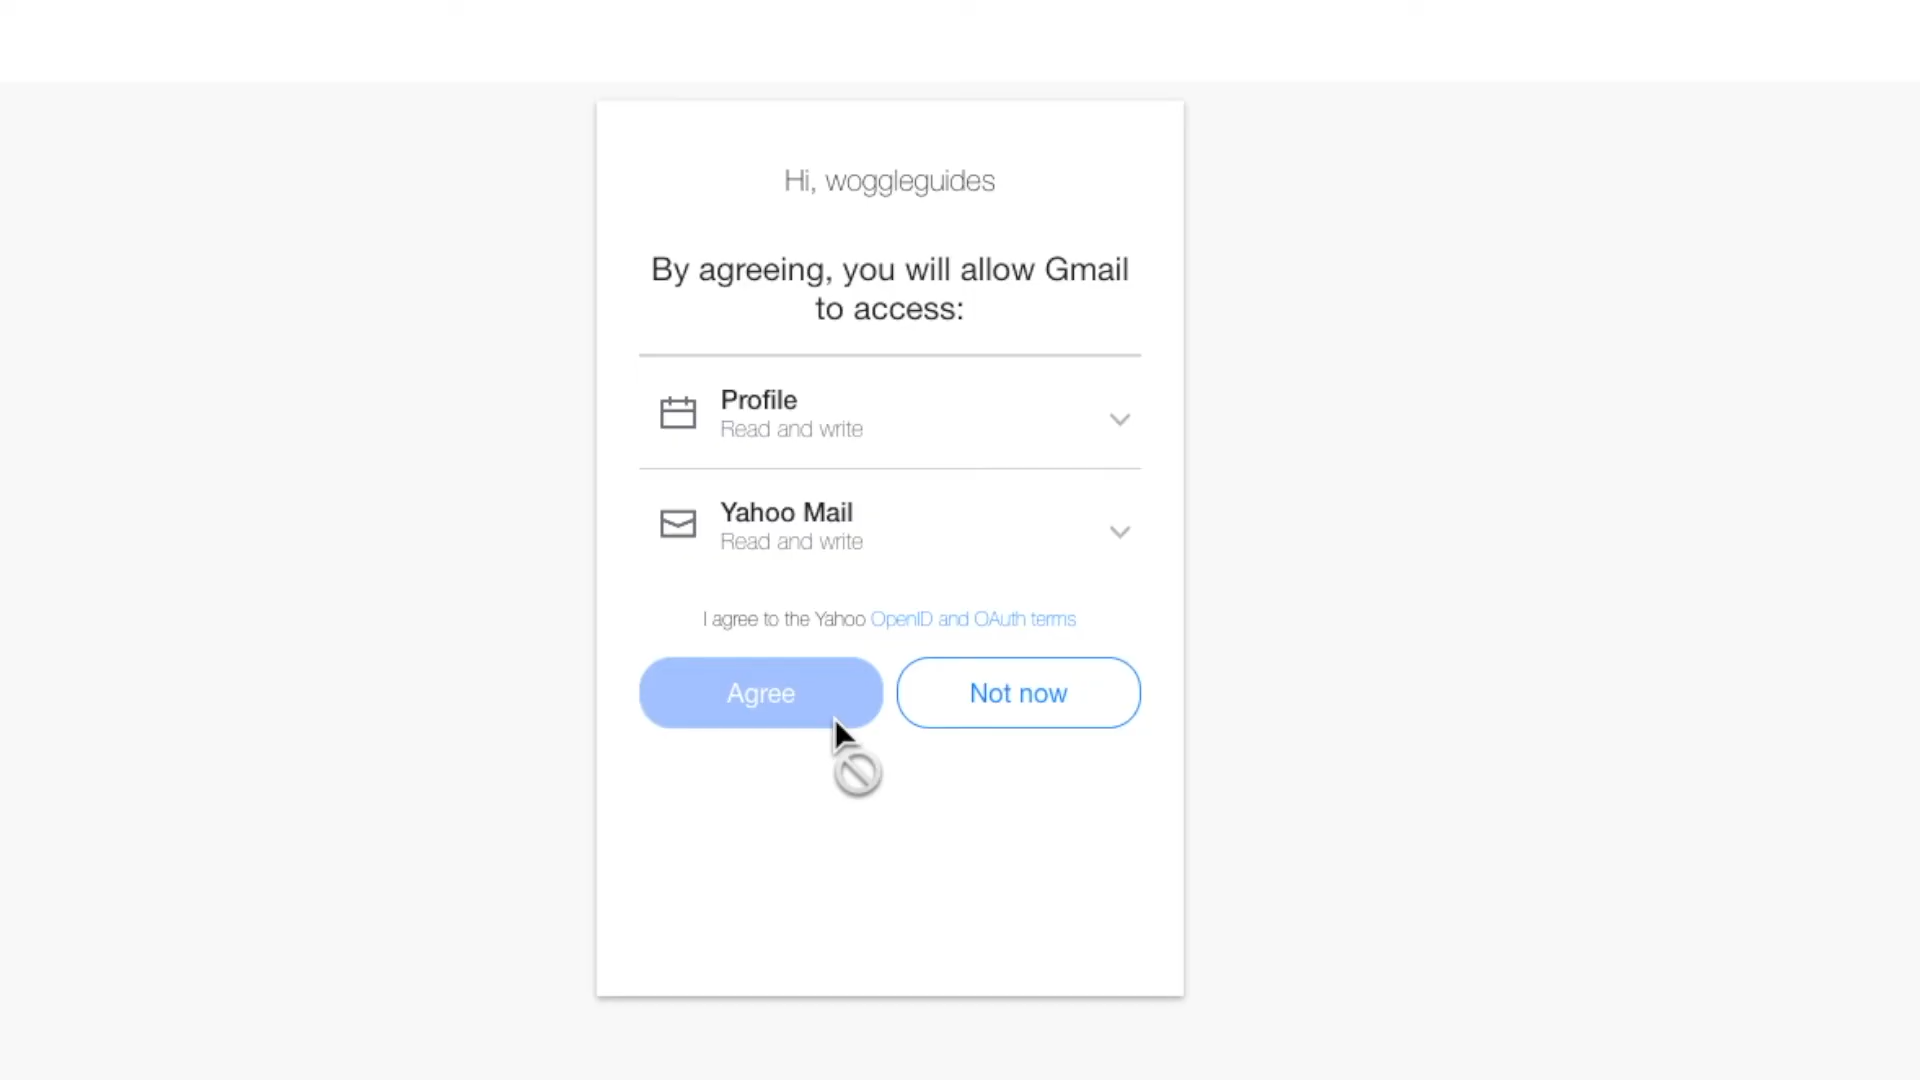 Hi, woggleguides
By agreeing, you will allow Gmail
to access:
Profile
Read and write
Yahoo Mail
Read and write
I agree to the Yahoo OpenID and OAuth terms
Agree
Not now